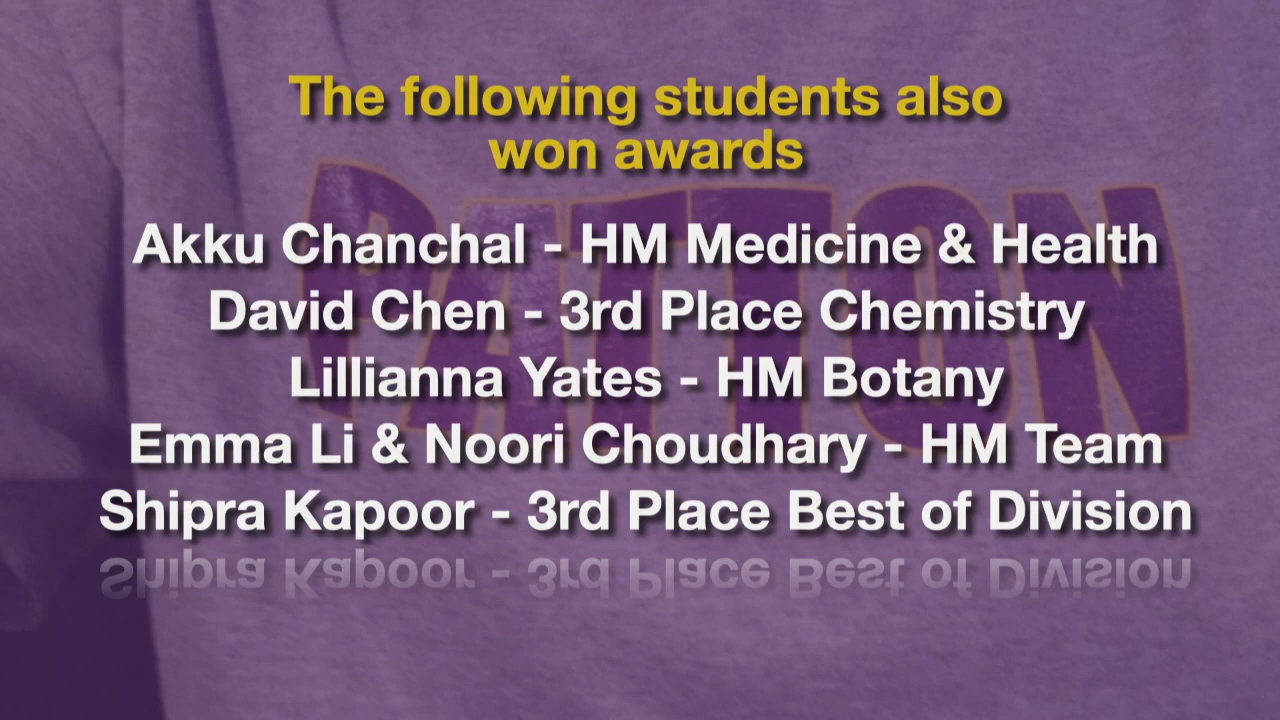 The following students also
won awards
PATTON
Akku Chanchal - HM Medicine & Health
David Chen - 3rd Place Chemistry
Lillianna Yates - HM Botany
Emma Li & Noori Choudhary - HM Team
Shipra Kapoor - 3rd Place Best of Division